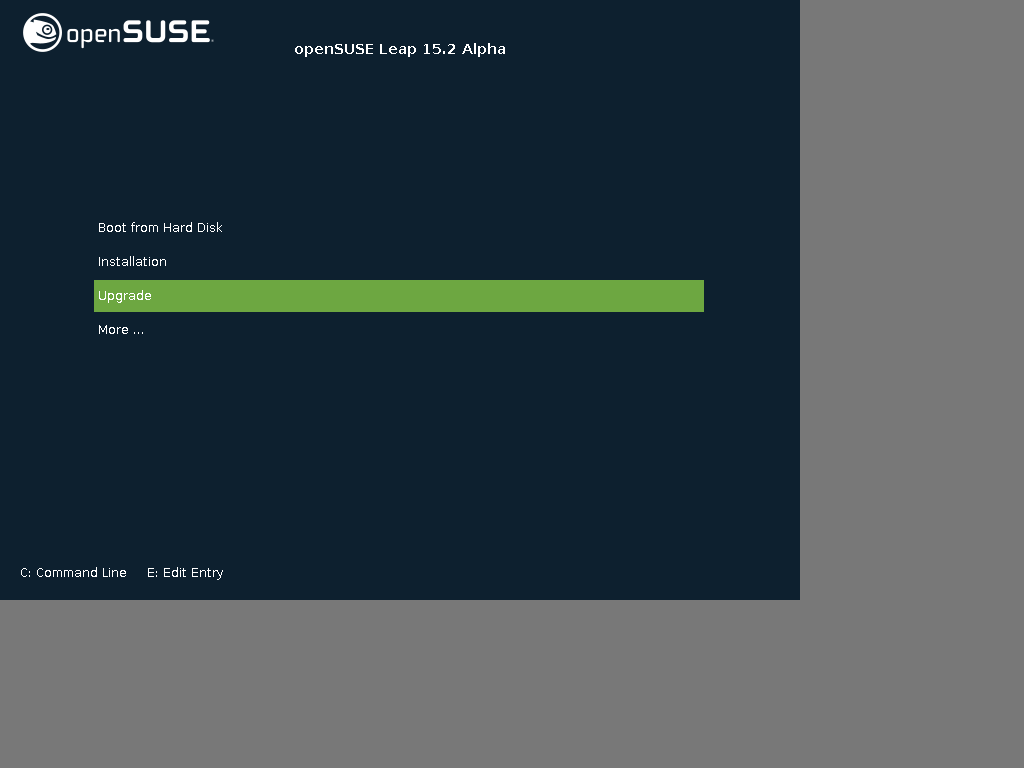 openSUSE.
openSUSE Leap 15.2 Alpha
Boot from Hard Disk
Installation
Upgrade
More ...
C: Command Line E: Edit Entry